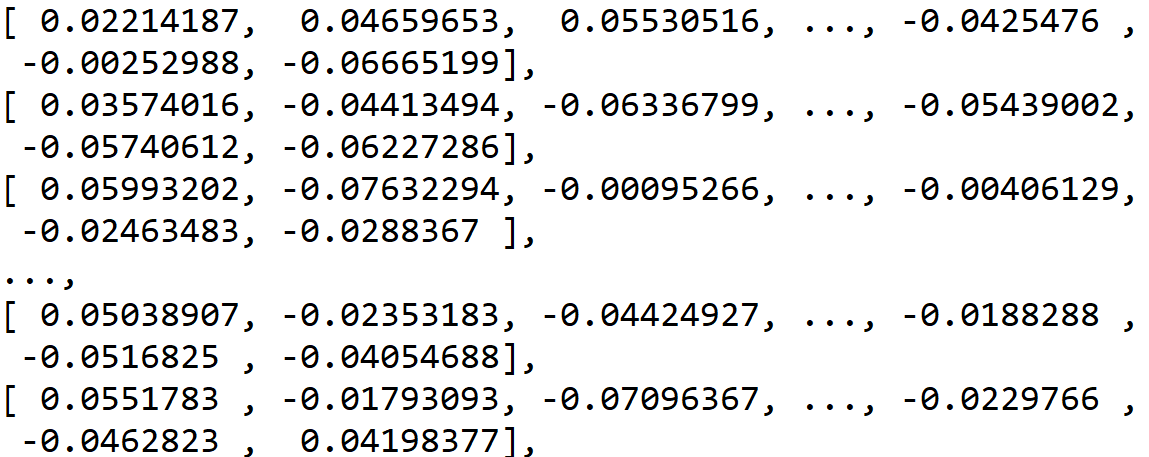 [ 0.02214187,  0.04659653,  0.05530516, ..., -0.0425476 ,
 -0.00252988, -0.06665199],
[ 0.03574016, -0.04413494, -0.06336799, ..., -0.05439002,
 -0.05740612, -0.06227286],
[ 0.05993202, -0.07632294, -0.00095266, ..., -0.00406129,
 -0.02463483, -0.0288367 ],
...,
[ 0.05038907, -0.02353183, -0.04424927, ..., -0.0188288 ,
 -0.0516825 , -0.04054688],
[ 0.0551783 , -0.01793093, -0.07096367, ..., -0.0229766 ,
 -0.0462823 ,  0.04198377],